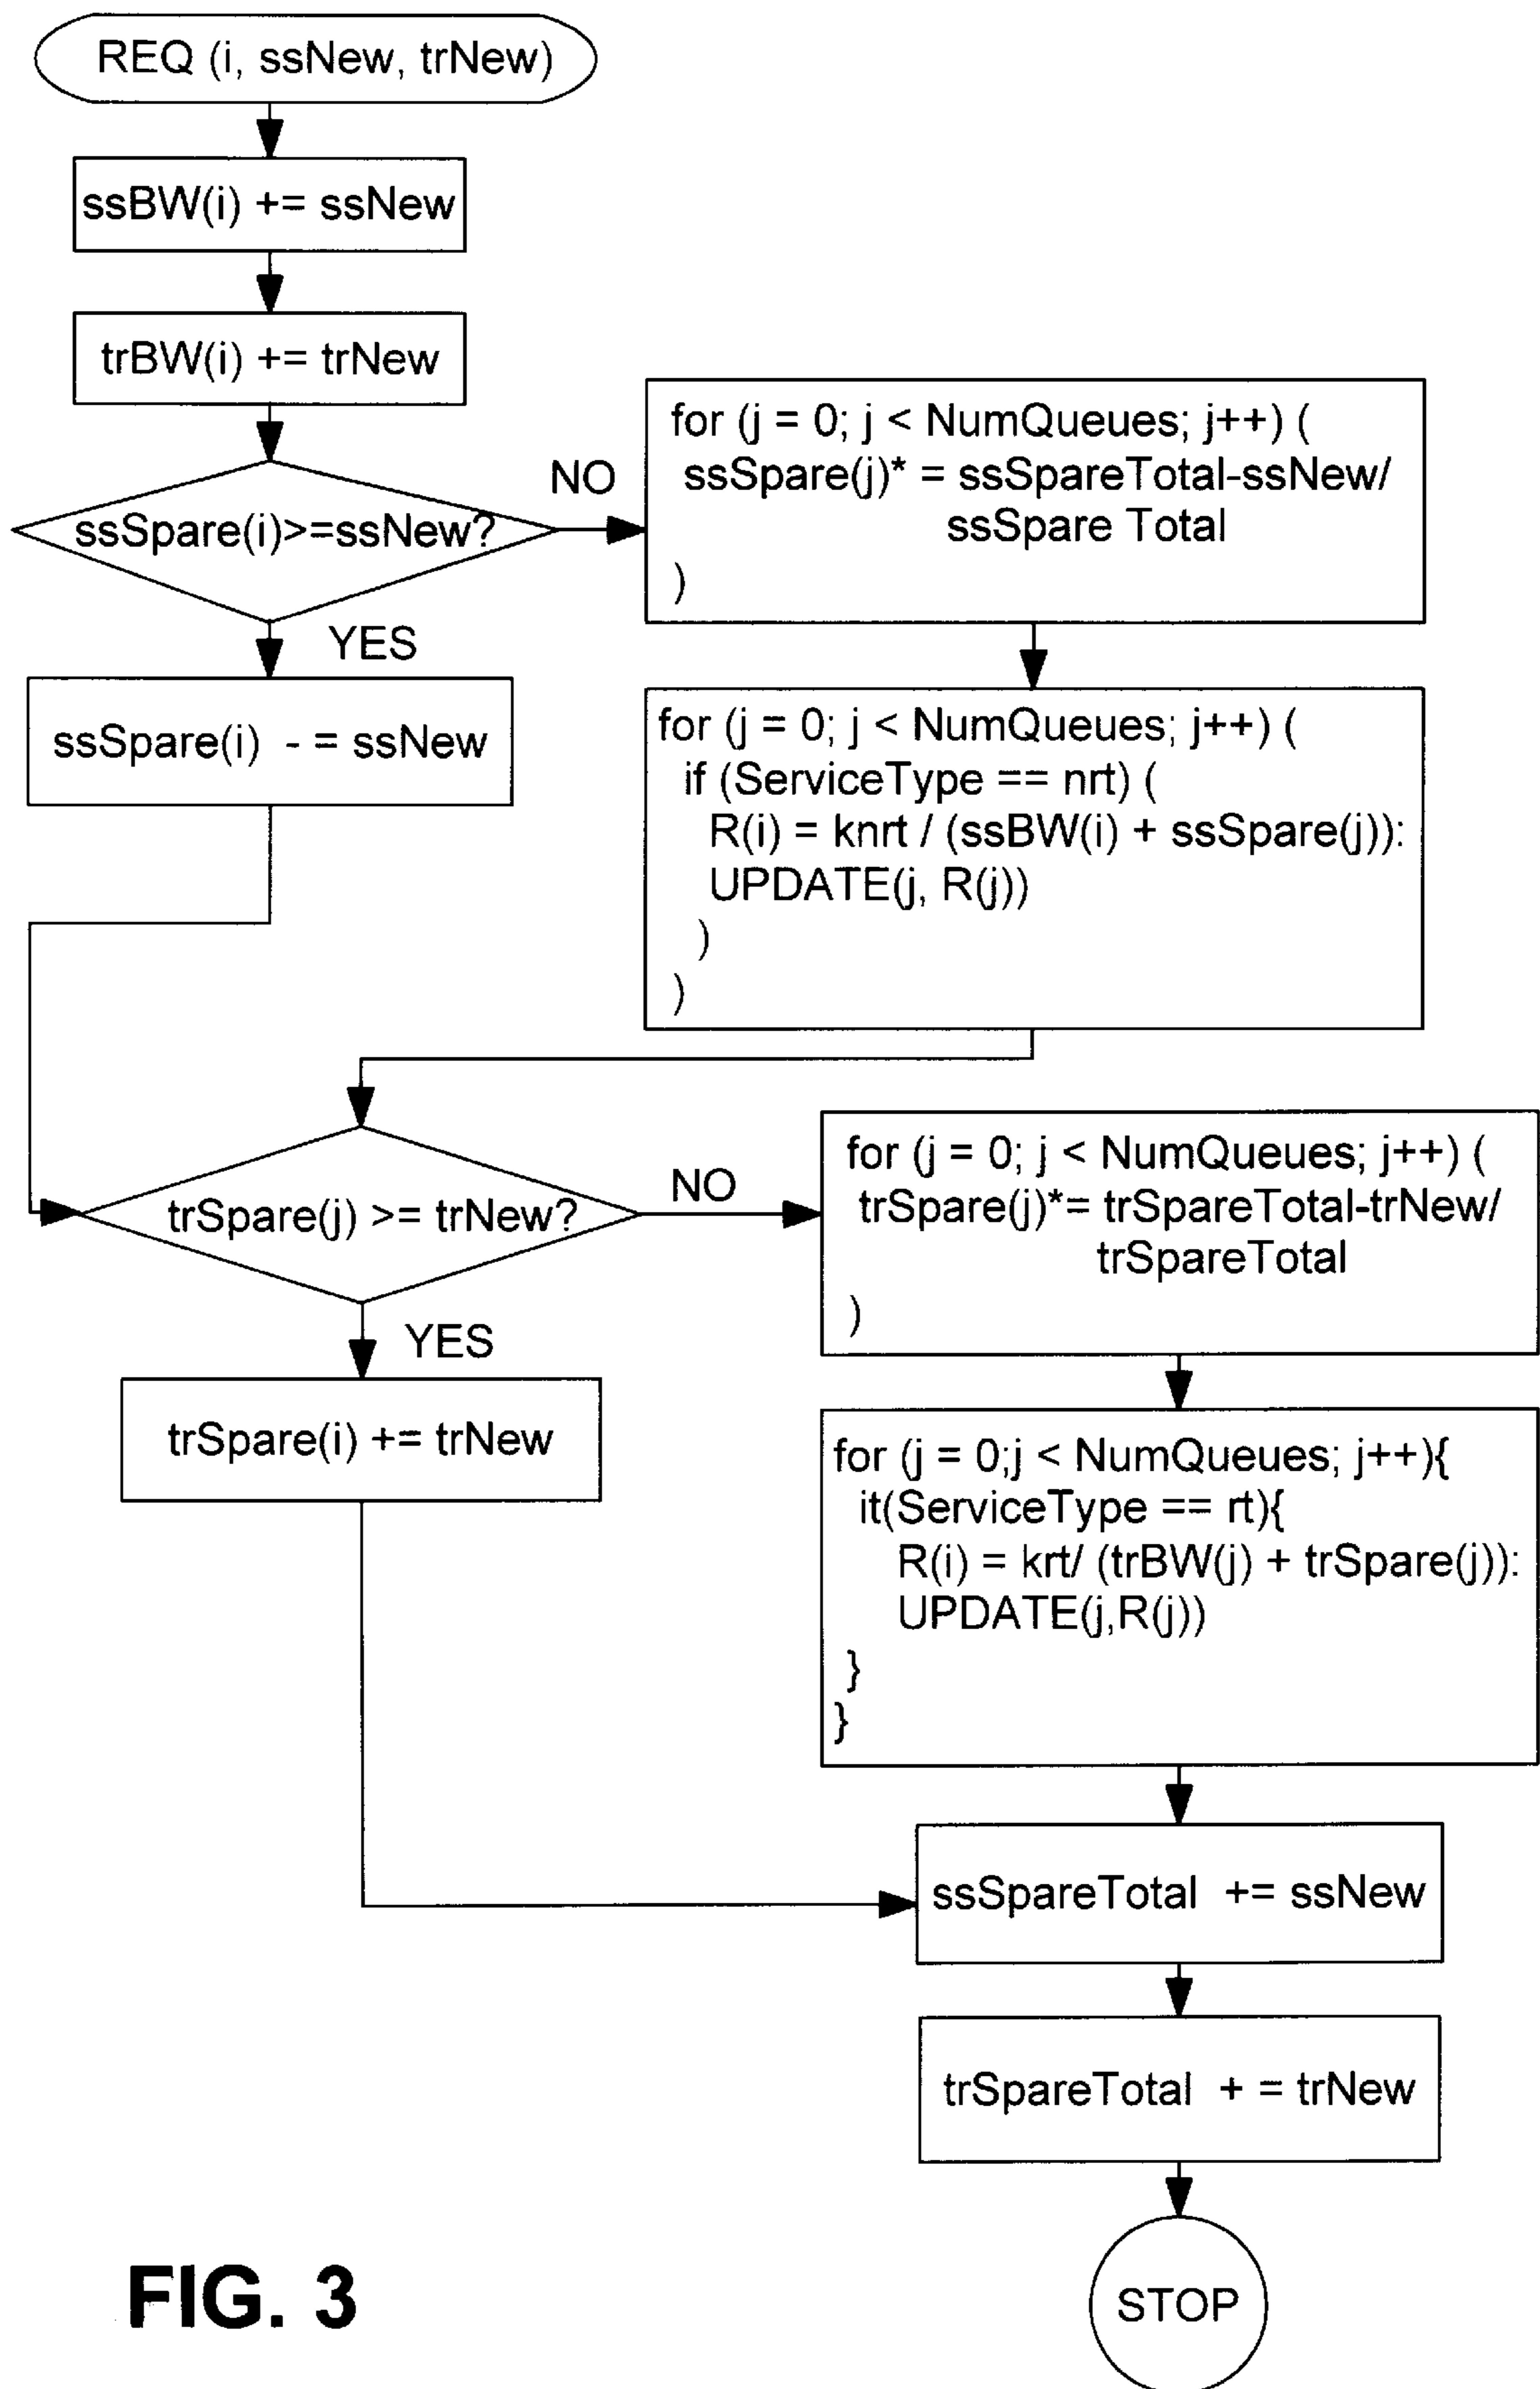 REQ (i, ssNew, trNew)
ssBW(i) += ssNew
trBW(i) += trNew
ssSpare(i)>=ssNew?
NO
for (j = 0; j < NumQueues; j++) (
ssSpare(j)* = ssSpareTotal-ssNew/
ssSpare Total
)
YES
ssSpare(i) - = ssNew
for (j = 0; j < NumQueues; j++) (
if (ServiceType == nrt) (
R(i) = knrt / (ssBW(i) + ssSpare(j)):
UPDATE(j, R(j))
)
)
trSpare(j) >= trNew?
NO
for (j = 0; j < NumQueues; j++) (
trSpare(j)*= trSpareTotal-trNew/
trSpareTotal
)
YES
trSpare(i) += trNew
for (j = 0;j < NumQueues; j++){
it(ServiceType == rt){
R(i) = krt/ (trBW(j) + trSpare(j)):
UPDATE(j,R(j))
}
}
ssSpareTotal += ssNew
trSpareTotal + = trNew
STOP
FIG. 3